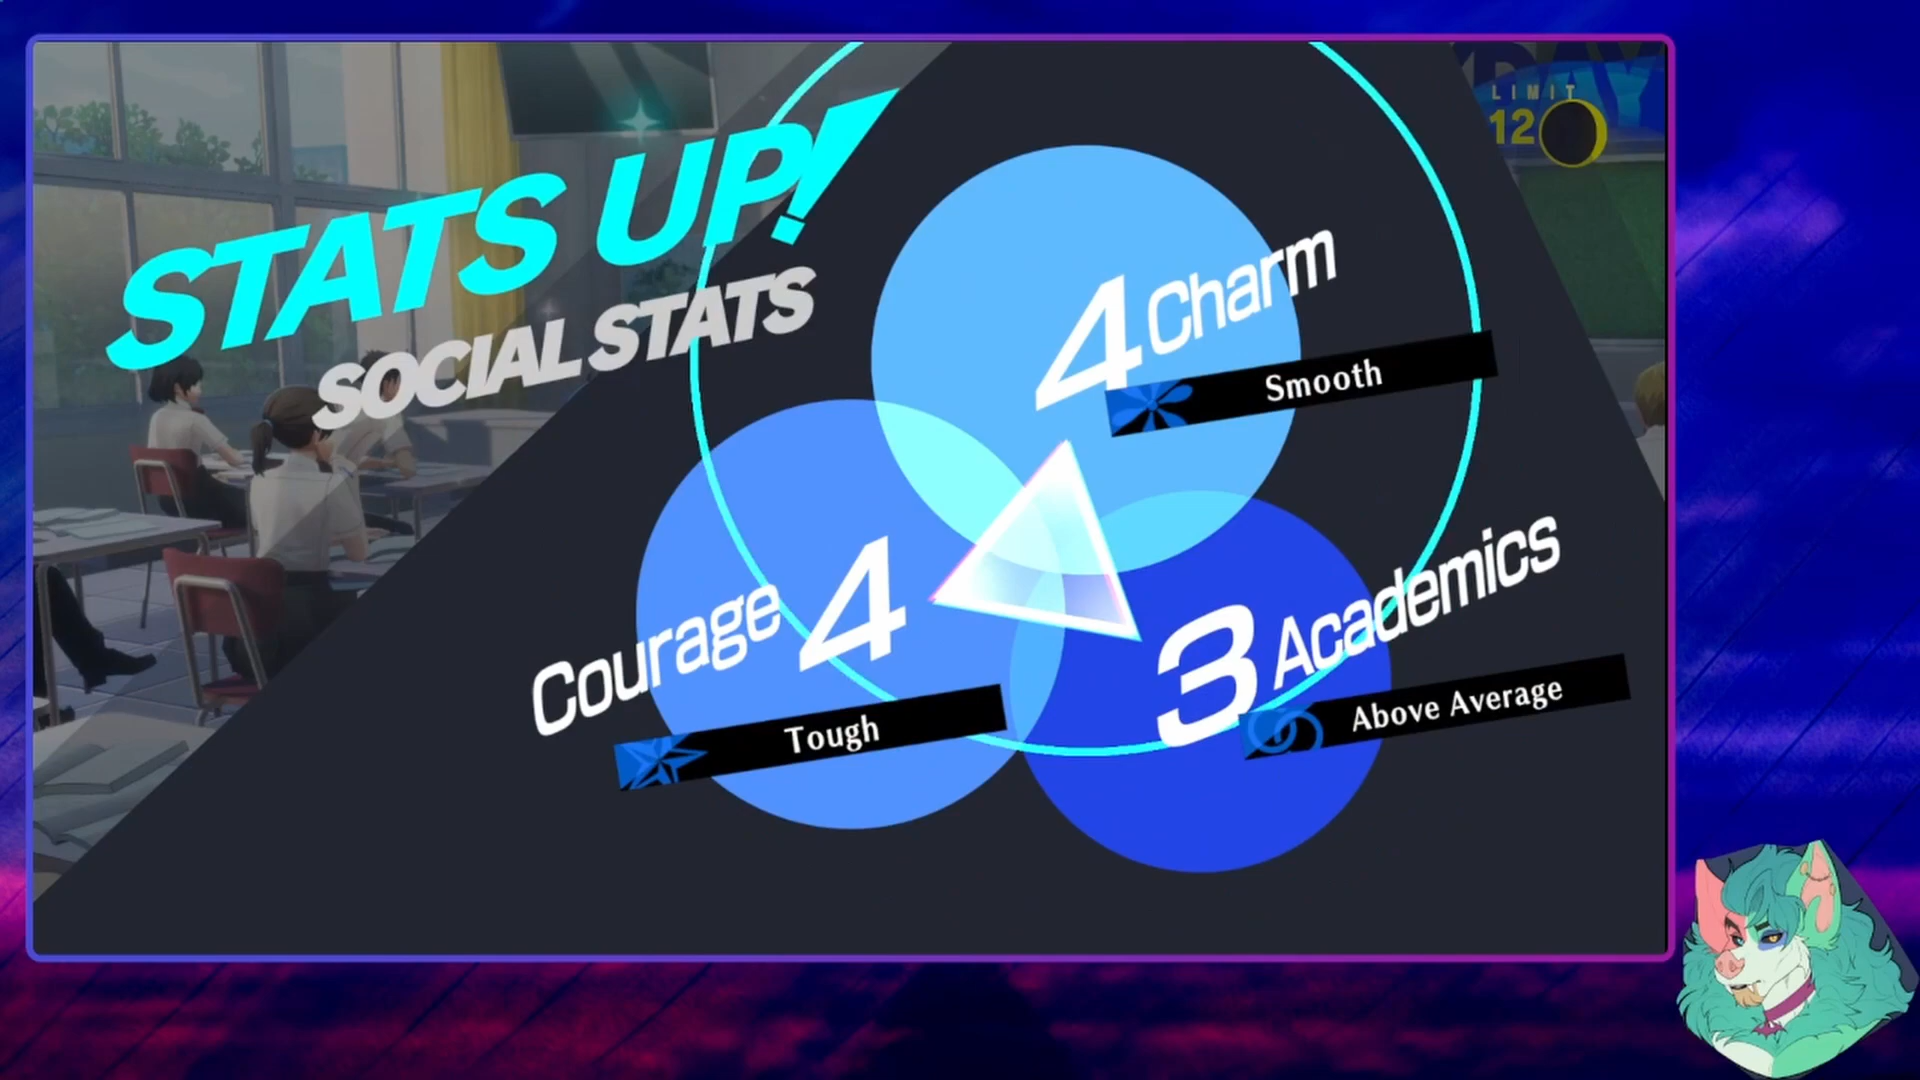 STATS UP!
SOCIAL STATS
LIMIT
12
4 Charm
Smooth
Courage 4
Tough
3 Academics
Above Average